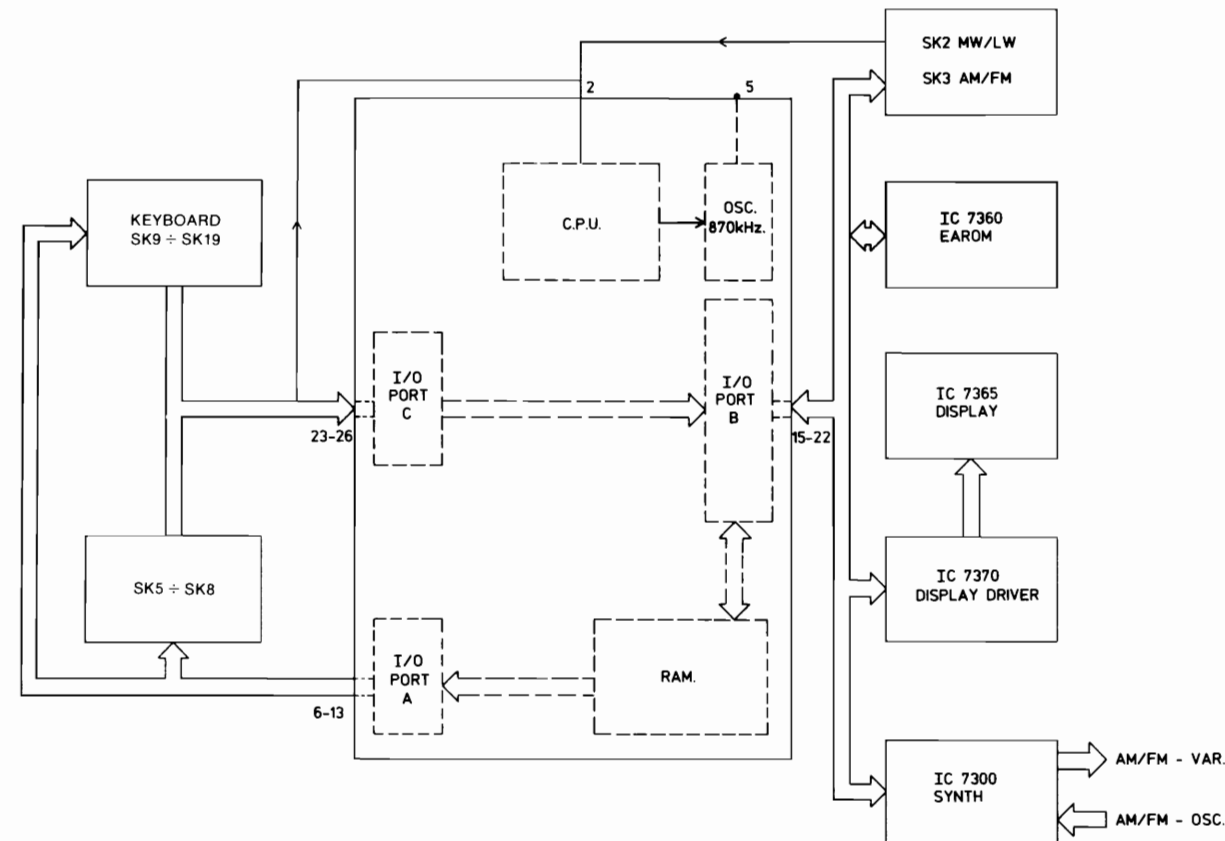 SK2 MW/LW
SK3 AM/FM
2
5
C.P.U.
OSC.
870kHz.
KEYBOARD
SK9 ÷ SK19
IC 7360
EAROM
I/O
PORT
C
I/O
PORT
B
IC 7365
DISPLAY
23-26
15-22
SK5 ÷ SK8
IC 7370
DISPLAY DRIVER
I/O
PORT
A
RAM.
6-13
IC 7300
SYNTH
AM/FM - VAR.
AM/FM - OSC.